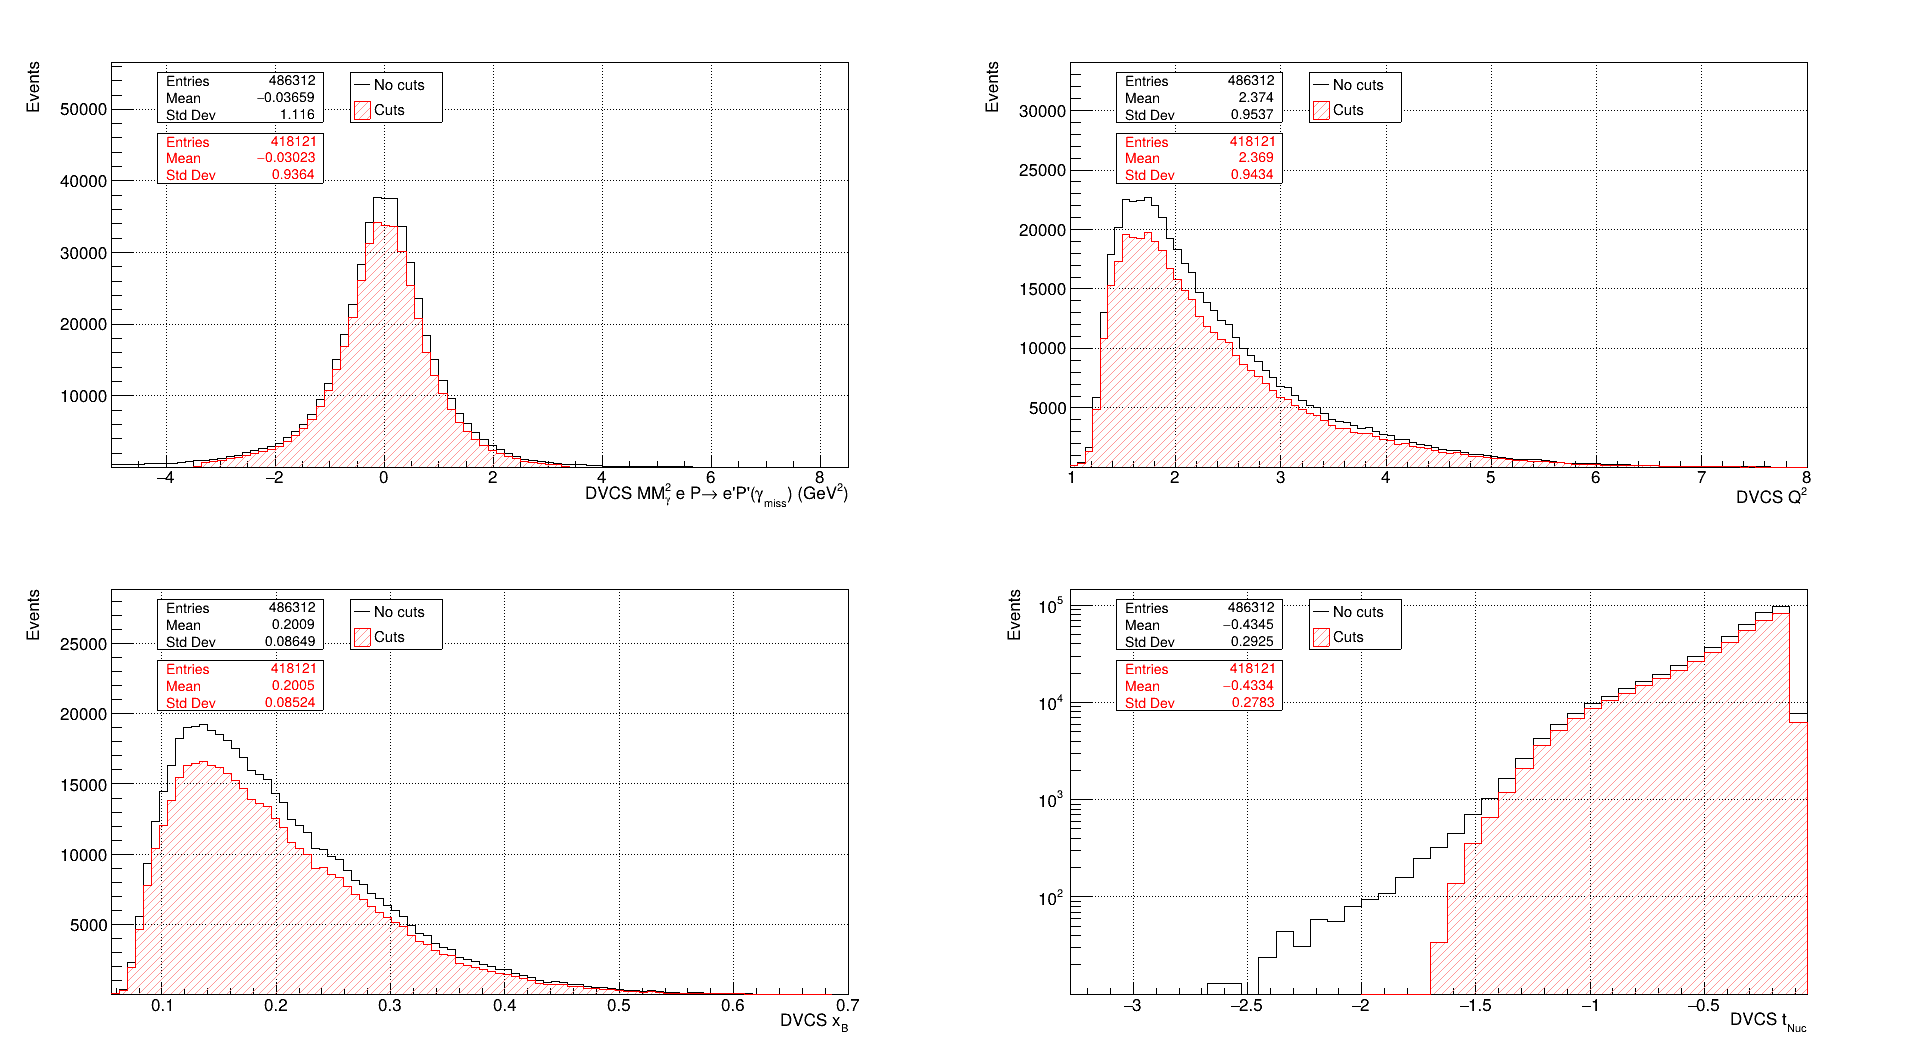 Events
50000
40000
30000
20000
10000
Entries 486312
Mean −0.03659
Std Dev 1.116
Entries 418121
Mean −0.03023
Std Dev 0.9364
No cuts
Cuts
−4 −2 0 2 4 6 8
DVCS MM²γ e P→ e'P'(γmiss) (GeV²)
Events
30000
25000
20000
15000
10000
5000
Entries 486312
Mean 2.374
Std Dev 0.9537
Entries 418121
Mean 2.369
Std Dev 0.9434
No cuts
Cuts
1 2 3 4 5 6 7 8
DVCS Q²
Events
25000
20000
15000
10000
5000
Entries 486312
Mean 0.2009
Std Dev 0.08649
Entries 418121
Mean 0.2005
Std Dev 0.08524
No cuts
Cuts
0.1 0.2 0.3 0.4 0.5 0.6 0.7
DVCS xB
Events
10⁵
10⁴
10³
10²
Entries 486312
Mean −0.4345
Std Dev 0.2925
Entries 418121
Mean −0.4334
Std Dev 0.2783
No cuts
Cuts
−3 −2.5 −2 −1.5 −1 −0.5
DVCS tNuc